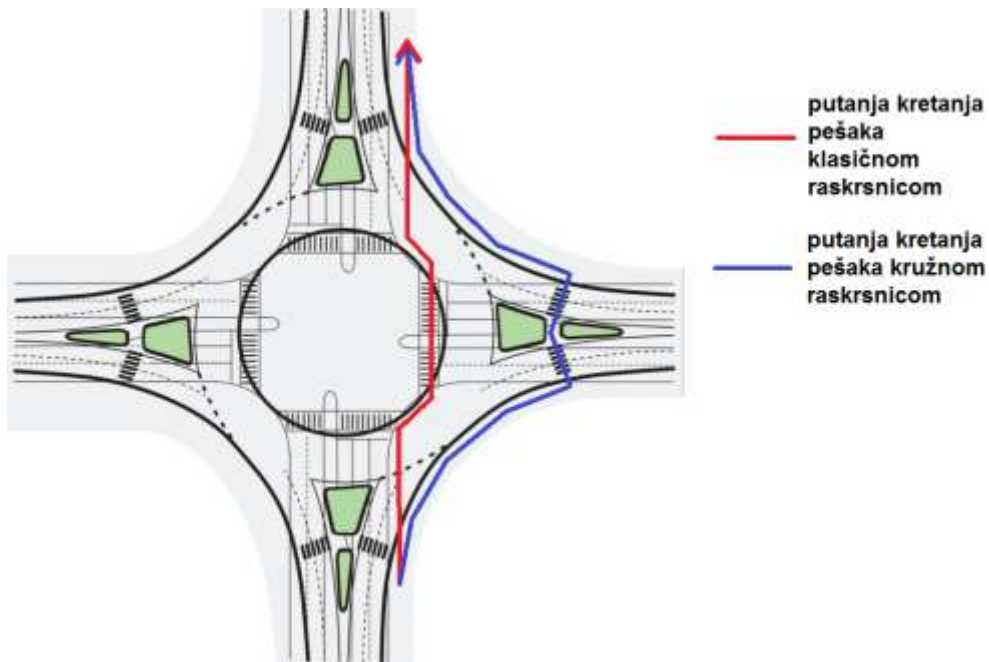 putanja kretanja
pešaka
klasičnom
raskrsnicom
putanja kretanja
pešaka kružnom
raskrsnicom